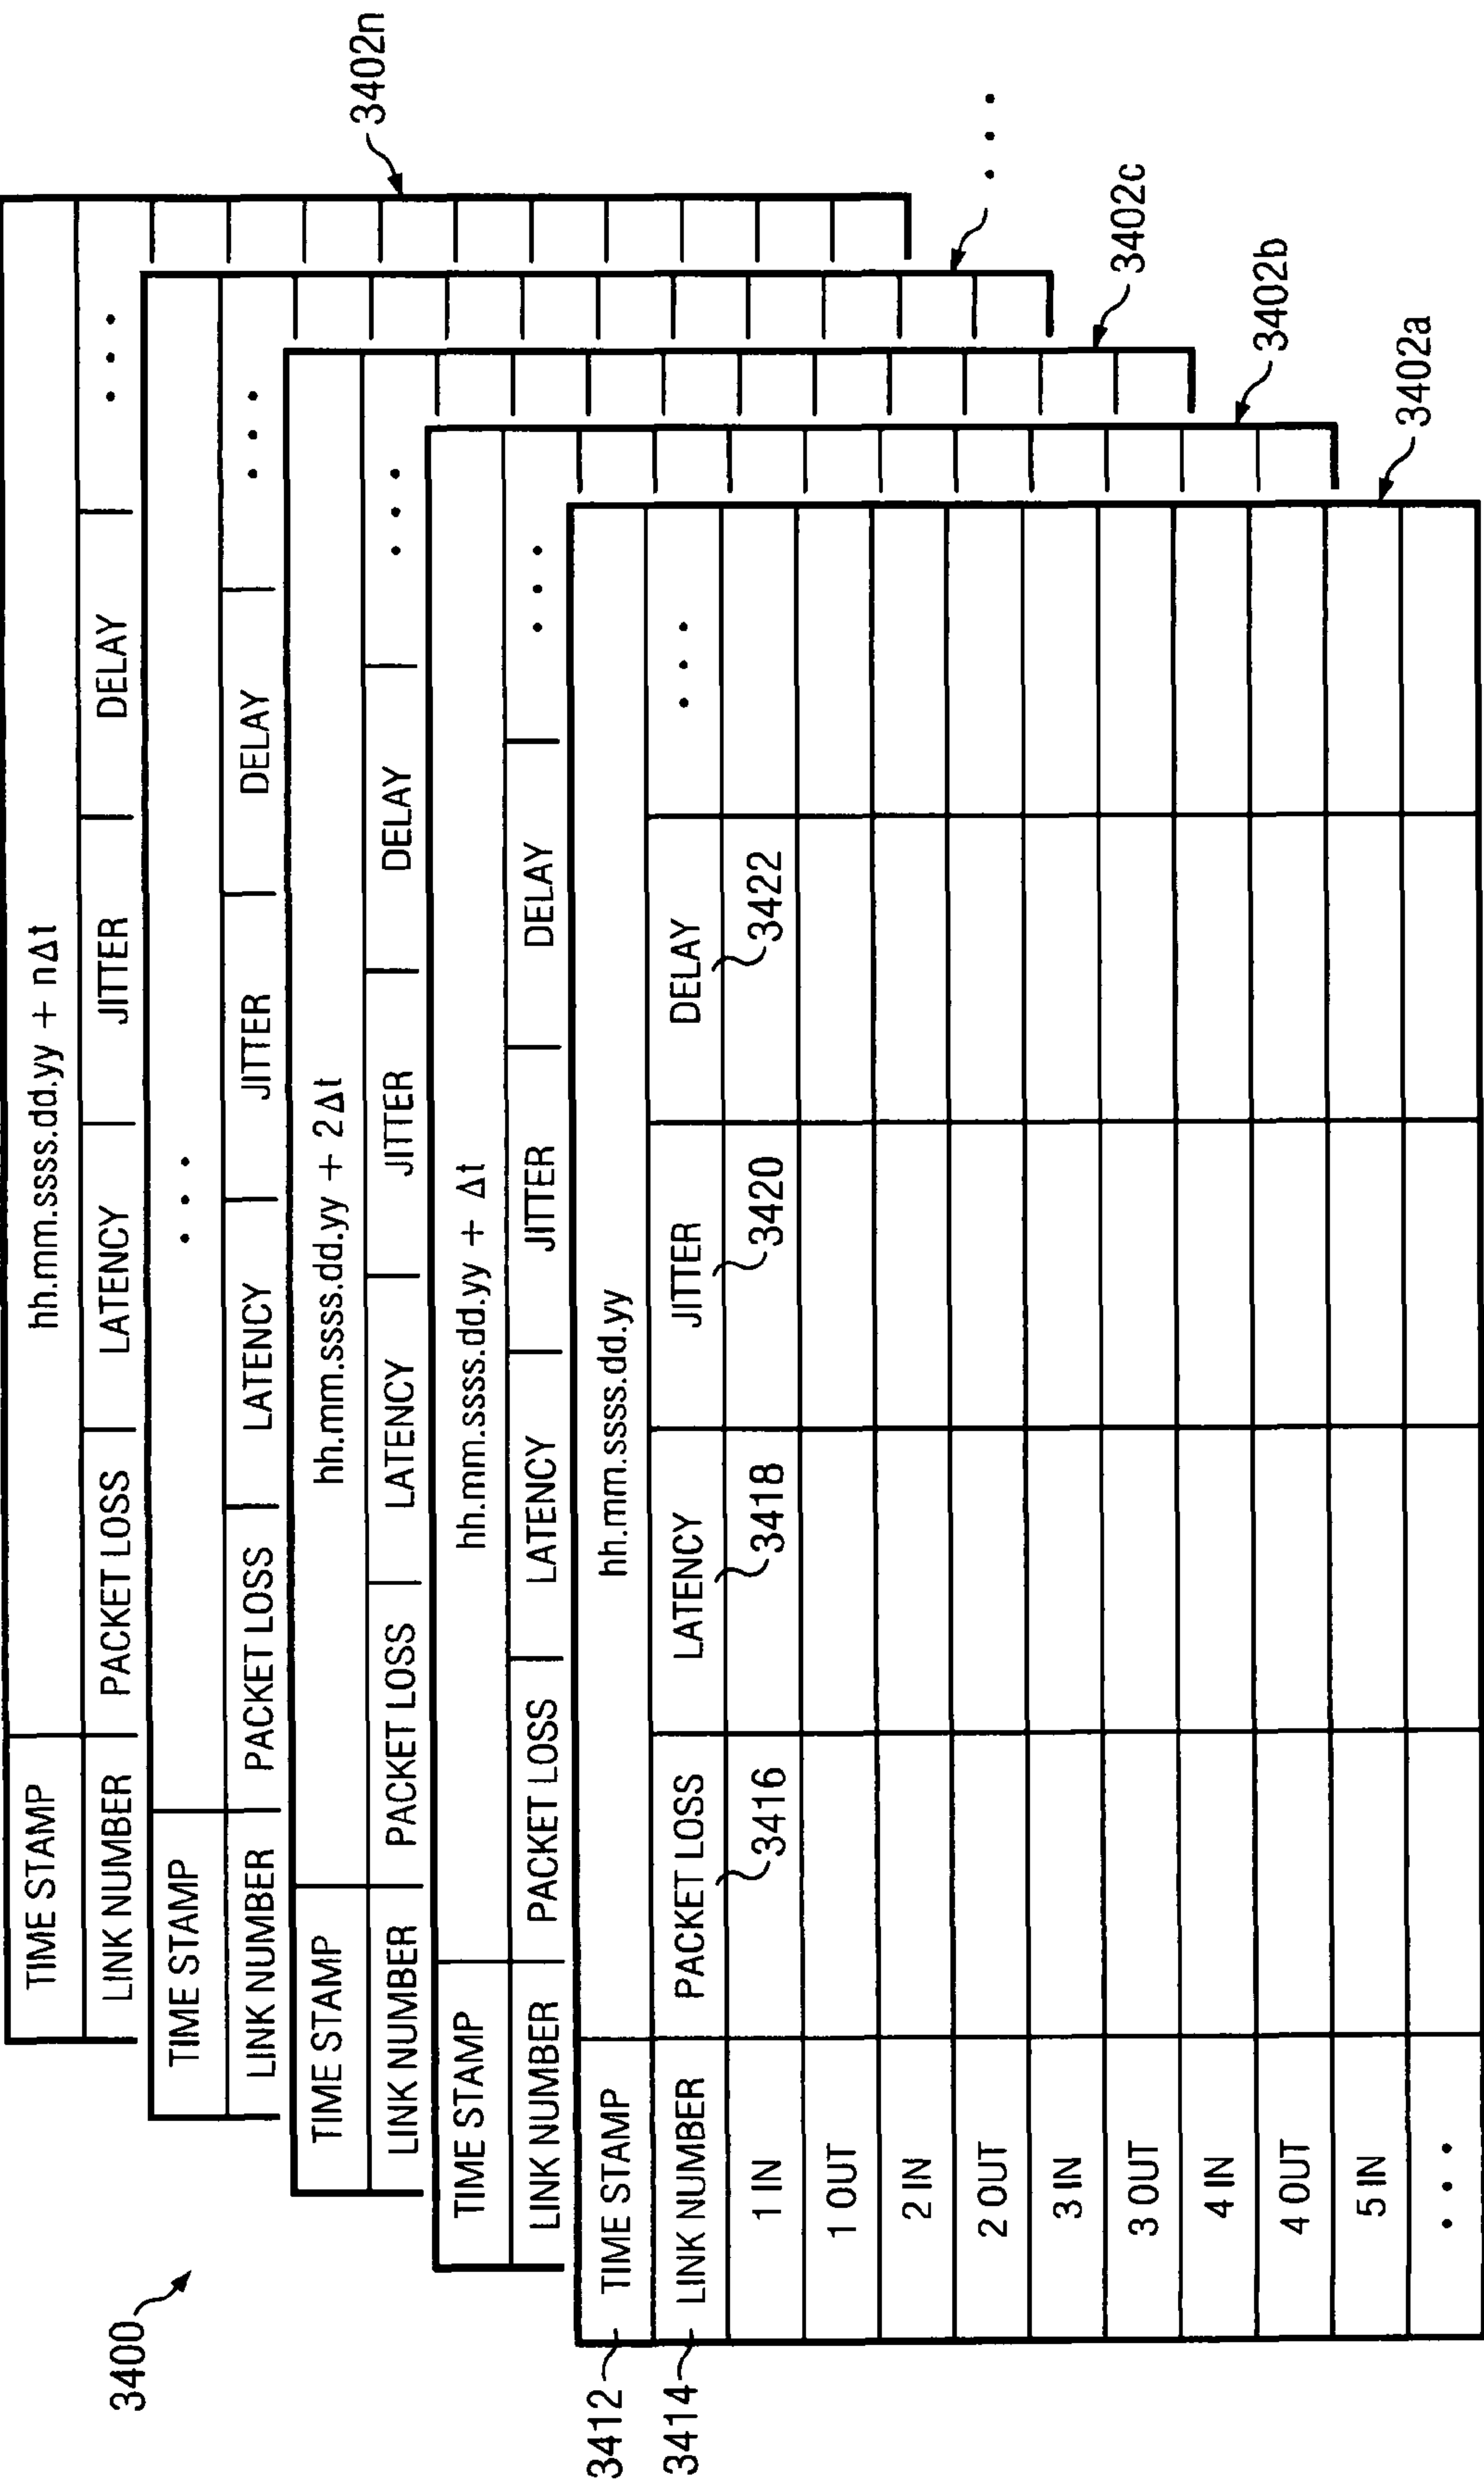 3400
TIME STAMP hh.mm.ssss.dd.yy + nΔt
LINK NUMBER PACKET LOSS LATENCY JITTER DELAY • • •
3402n
TIME STAMP • • •
LINK NUMBER PACKET LOSS LATENCY JITTER DELAY • • •
• • •
TIME STAMP hh.mm.ssss.dd.yy + 2Δt
LINK NUMBER PACKET LOSS LATENCY JITTER DELAY • • •
3402c
TIME STAMP hh.mm.ssss.dd.yy + Δt
LINK NUMBER PACKET LOSS LATENCY JITTER DELAY • • •
3402b
3412 TIME STAMP hh.mm.ssss.dd.yy
3414 LINK NUMBER PACKET LOSS LATENCY JITTER DELAY • • •
1 IN 3416 3418 3420 3422
1 OUT
2 IN
2 OUT
3 IN
3 OUT
4 IN
4 OUT
5 IN
• • •
3402a